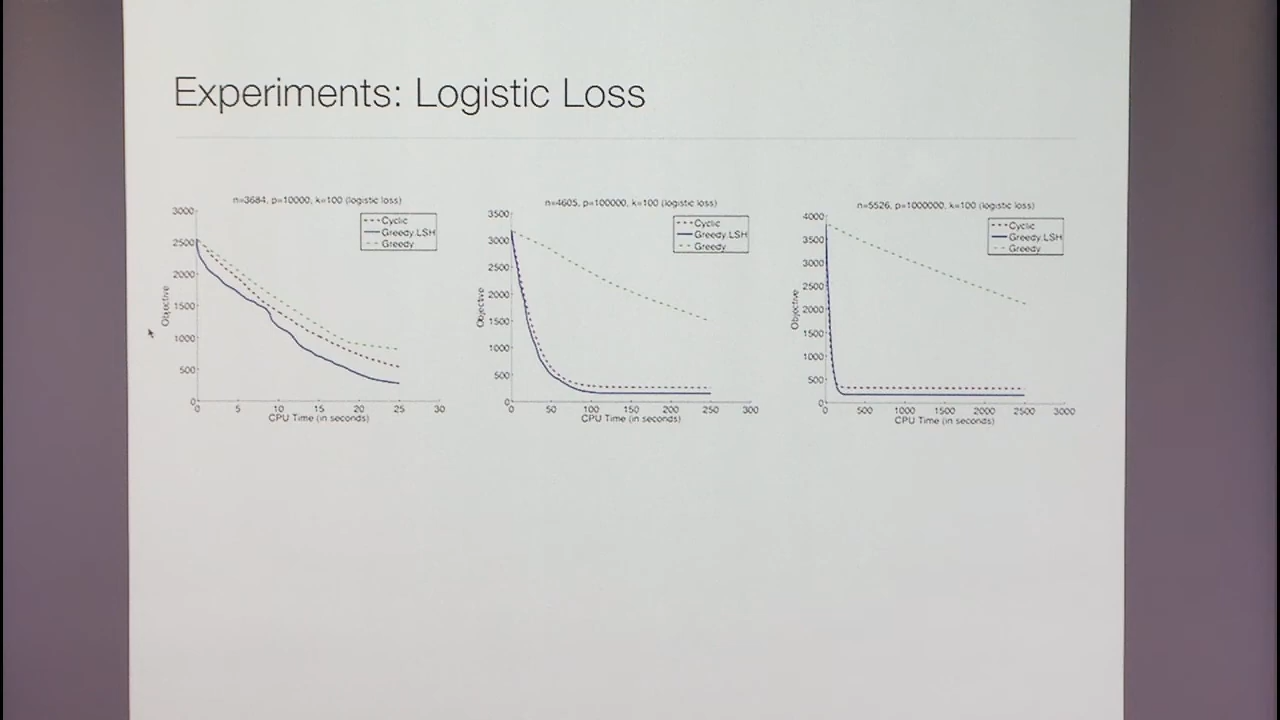 Experiments: Logistic Loss
n=3684, p=10000, k=100 (logistic loss)
3000
2500
2000
1500
1000
500
0
Objective
Cyclic
Greedy.LSH
Greedy
0 5 10 15 20 25 30
CPU Time (in seconds)
n=4605, p=100000, k=100 (logistic loss)
3500
3000
2500
2000
1500
1000
500
0
Objective
Cyclic
Greedy.LSH
Greedy
0 50 100 150 200 250 300
CPU Time (in seconds)
n=5526, p=1000000, k=100 (logistic loss)
4000
3500
3000
2500
2000
1500
1000
500
0
Objective
Cyclic
Greedy.LSH
Greedy
0 500 1000 1500 2000 2500 3000
CPU Time (in seconds)